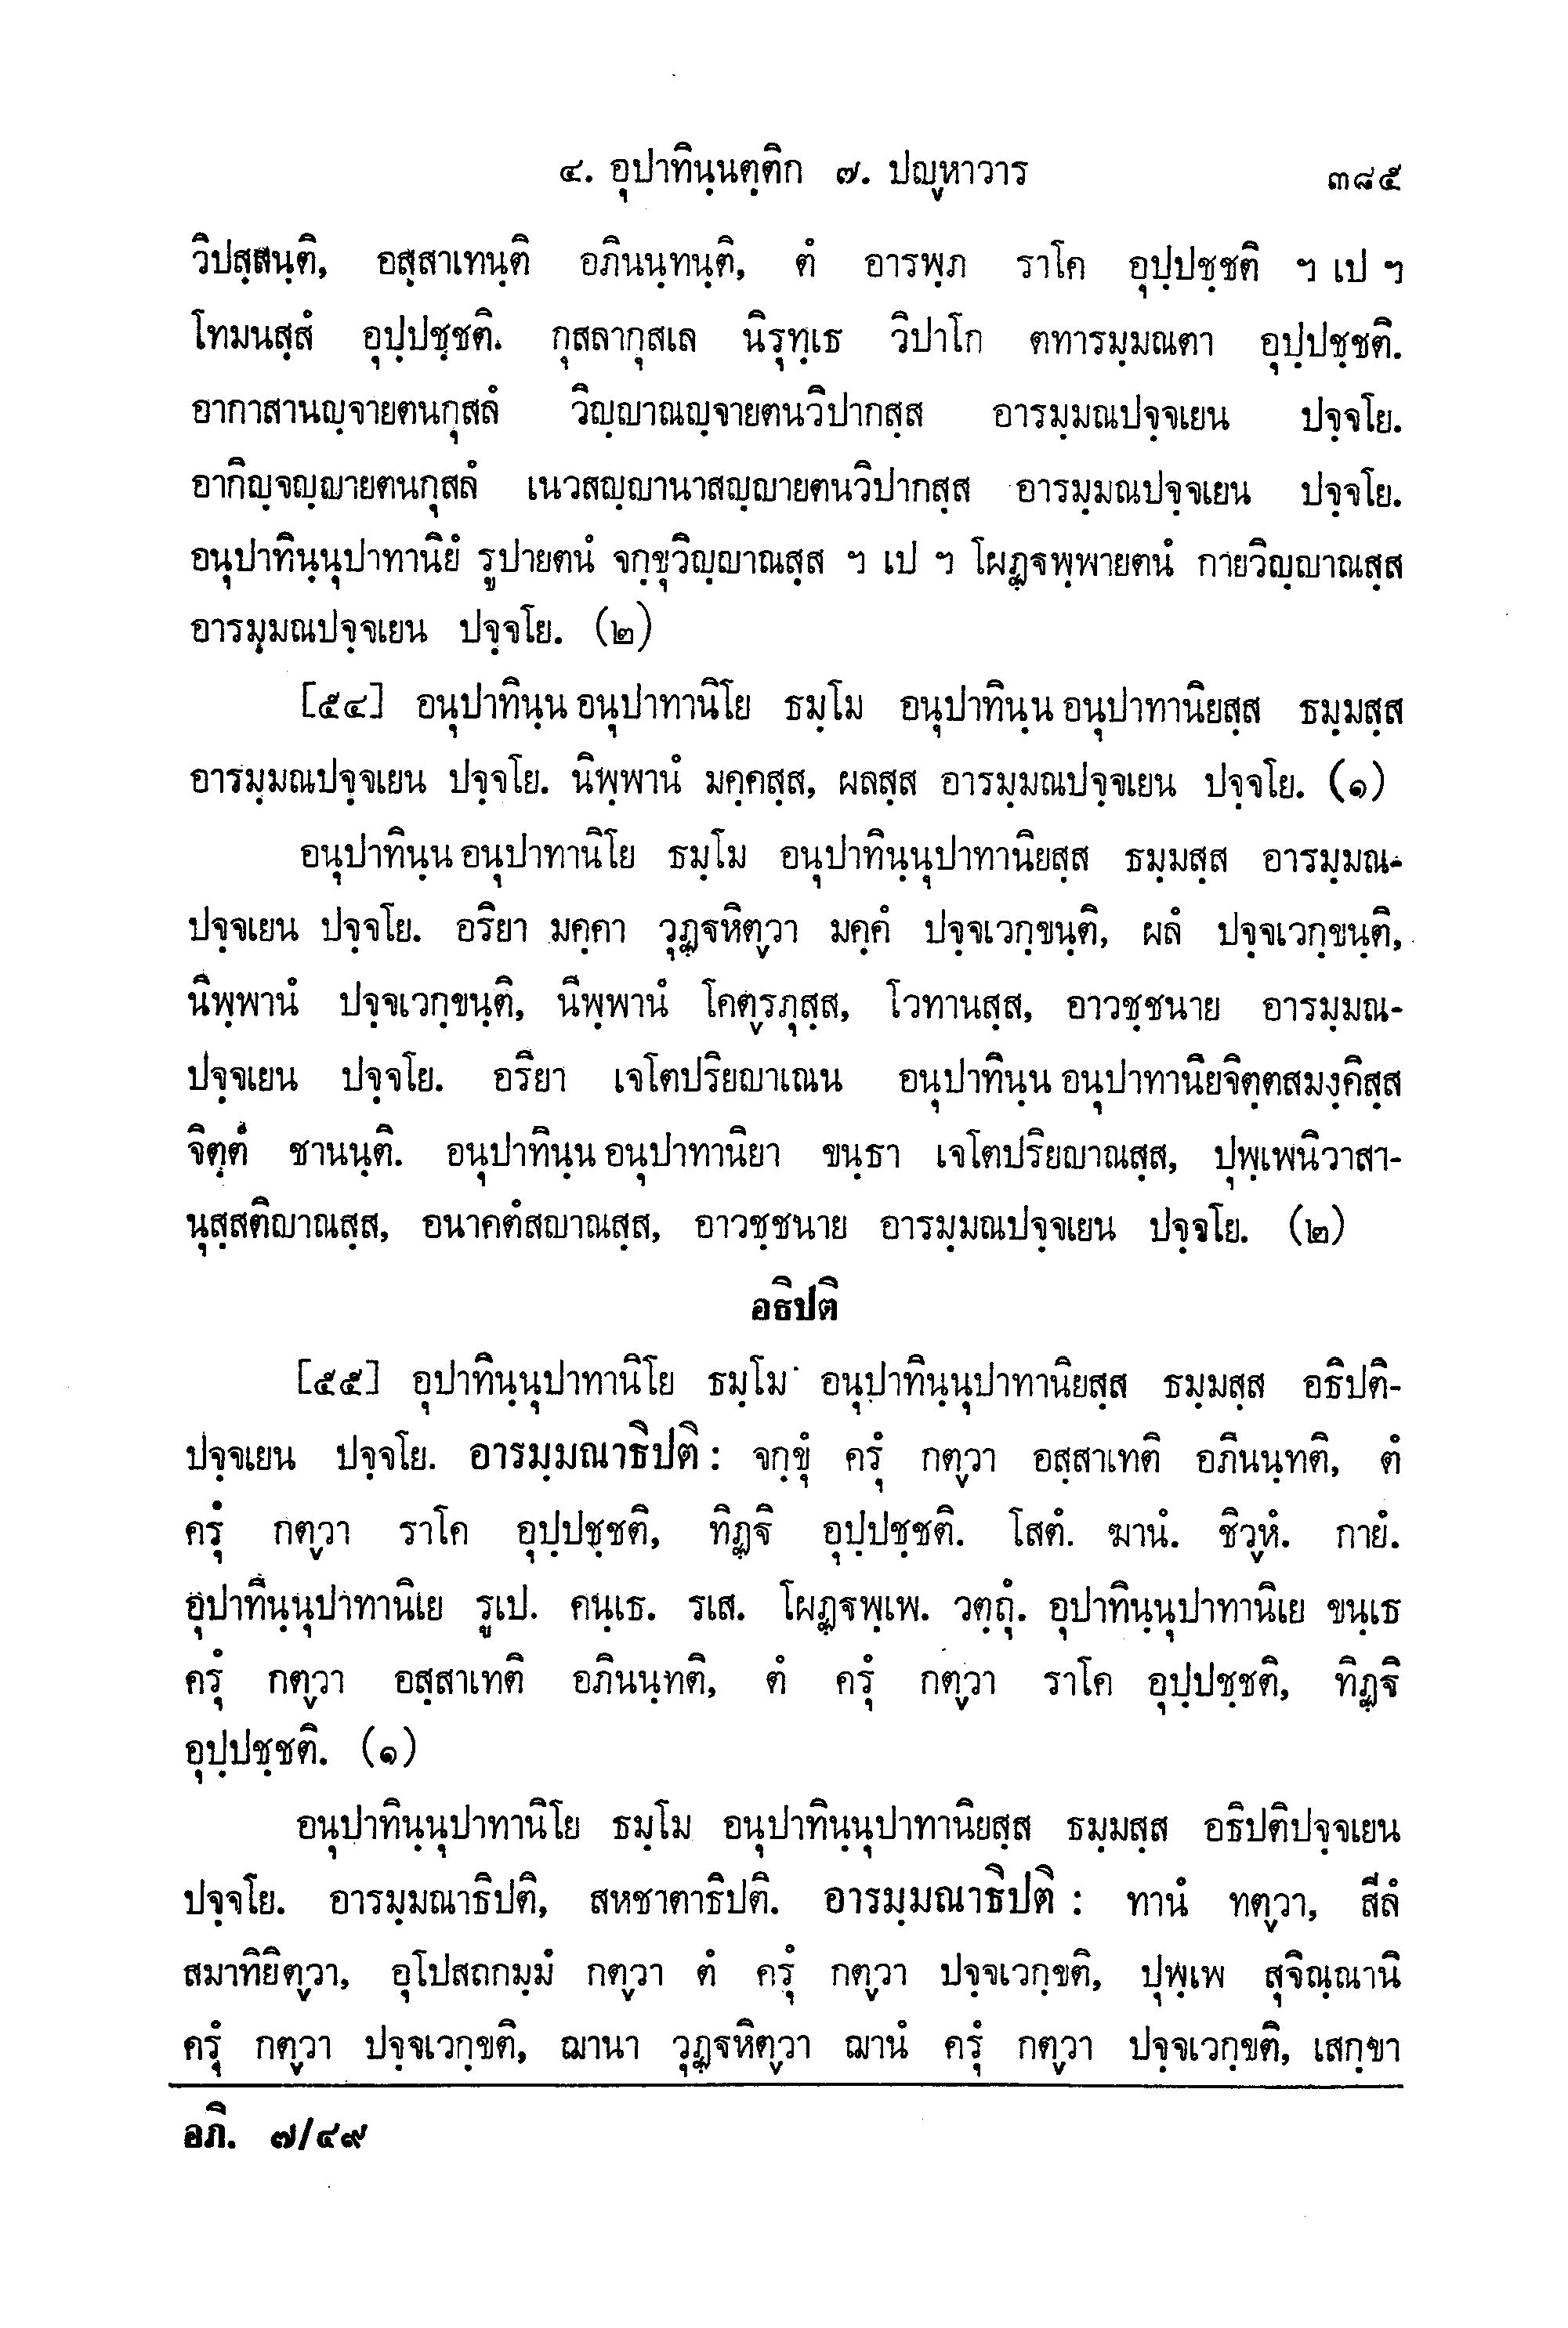 ๔. อุปาทินฺนตฺติก ๗. ปญฺหาวาร ๓๘๕
วิปสฺสนฺติ, อสฺสาเทนฺติ อภินนฺทนฺติ, ตํ อารพฺภ ราโค อุปฺปชฺชติ ฯ เป ฯ
โทมนสฺสํ อุปฺปชฺชติ. กุสลากุสเล นิรุทฺเธ วิปาโก ตทารมฺมณตา อุปฺปชฺชติ.
อากาสานญฺจายตนกุสลํ วิญฺญาณญฺจายตนวิปากสฺส อารมฺมณปจฺจเยน ปจฺจโย.
อากิญฺจญฺญายตนกุสลํ เนวสญฺญานาสญฺญายตนวิปากสฺส อารมฺมณปจฺจเยน ปจฺจโย.
อนุปาทินฺนุปาทานิยํ รูปายตนํ จกฺขุวิญฺญาณสฺส ฯ เป ฯ โผฏฺฐพฺพายตนํ กายวิญฺญาณสฺส
อารมฺมณปจฺจเยน ปจฺจโย. (๒)
[๕๔] อนุปาทินฺน อนุปาทานิโย ธมฺโม อนุปาทินฺน อนุปาทานิยสฺส ธมฺมสฺส
อารมฺมณปจฺจเยน ปจฺจโย. นิพฺพานํ มคฺคสฺส, ผลสฺส อารมฺมณปจฺจเยน ปจฺจโย. (๑)
อนุปาทินฺน อนุปาทานิโย ธมฺโม อนุปาทินฺนุปาทานิยสฺส ธมฺมสฺส อารมฺมณ-
ปจฺจเยน ปจฺจโย. อริยา มคฺคา วุฏฺฐหิตฺวา มคฺคํ ปจฺจเวกฺขนฺติ, ผลํ ปจฺจเวกฺขนฺติ,
นิพฺพานํ ปจฺจเวกฺขนฺติ, นิพฺพานํ โคตฺรภุสฺส, โวทานสฺส, อาวชฺชนาย อารมฺมณ-
ปจฺจเยน ปจฺจโย. อริยา เจโตปริยญาเณน อนุปาทินฺน อนุปาทานิยจิตฺตสมงฺคิสฺส
จิตฺตํ ชานนฺติ. อนุปาทินฺน อนุปาทานิยา ขนฺธา เจโตปริยญาณสฺส, ปุพฺเพนิวาสา-
นุสฺสติญาณสฺส, อนาคตํสญาณสฺส, อาวชฺชนาย อารมฺมณปจฺจเยน ปจฺจโย. (๒)
อธิปติ
[๕๕] อุปาทินฺนุปาทานิโย ธมฺโม อนุปาทินฺนุปาทานิยสฺส ธมฺมสฺส อธิปติ-
ปจฺจเยน ปจฺจโย. อารมฺมณาธิปติ : จกฺขุํ ครุํ กตฺวา อสฺสาเทติ อภินนฺทติ, ตํ
ครุํ กตฺวา ราโค อุปฺปชฺชติ, ทิฏฺฐิ อุปฺปชฺชติ. โสตํ. ฆานํ. ชิวฺหํ. กายํ.
อุปาทินฺนุปาทานิเย รูเป. คนฺเธ. รเส. โผฏฺฐพฺเพ. วตฺถุํ. อุปาทินฺนุปาทานิเย ขนฺเธ
ครุํ กตฺวา อสฺสาเทติ อภินนฺทติ, ตํ ครุํ กตฺวา ราโค อุปฺปชฺชติ, ทิฏฺฐิ
อุปฺปชฺชติ. (๑)
อนุปาทินฺนุปาทานิโย ธมฺโม อนุปาทินฺนุปาทานิยสฺส ธมฺมสฺส อธิปติปจฺจเยน
ปจฺจโย. อารมฺมณาธิปติ, สหชาตาธิปติ. อารมฺมณาธิปติ : ทานํ ทตฺวา, สีลํ
สมาทิยิตฺวา, อุโปสถกมฺมํ กตฺวา ตํ ครุํ กตฺวา ปจฺจเวกฺขติ, ปุพฺเพ สุจิณฺณานิ
ครุํ กตฺวา ปจฺจเวกฺขติ, ฌานา วุฏฺฐหิตฺวา ฌานํ ครุํ กตฺวา ปจฺจเวกฺขติ, เสกฺขา
อภิ. ๗/๔๙